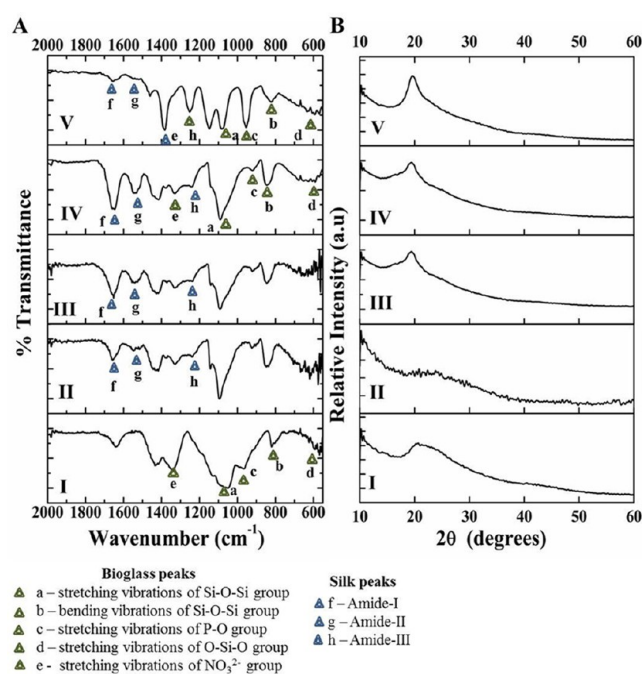 A
2000 1800 1600 1400 1200 1000 800 600
f
g
e
h
a
c
b
d
V
f
g
e
h
a
c
b
d
IV
f
g
h
III
f
g
h
II
e
a
c
b
d
I
2000 1800 1600 1400 1200 1000 800 600
Wavenumber (cm-1)
% Transmittance
B
10 20 30 40 50 60
V
IV
III
II
I
10 20 30 40 50 60
2θ (degrees)
Relative Intensity (a.u)
Bioglass peaks
a – stretching vibrations of Si-O-Si group
b – bending vibrations of Si-O-Si group
c – stretching vibrations of P-O group
d – stretching vibrations of O-Si-O group
e - stretching vibrations of NO32- group
Silk peaks
f – Amide-I
g – Amide-II
h – Amide-III